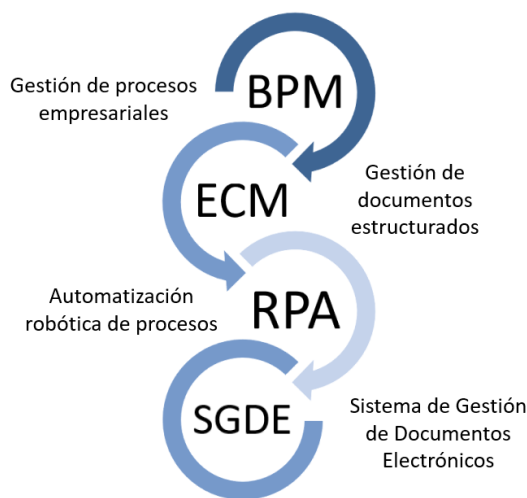 Gestión de procesos
empresariales
BPM
ECM
Gestión de
documentos
estructurados
Automatización
robótica de procesos
RPA
SGDE
Sistema de Gestión
de Documentos
Electrónicos